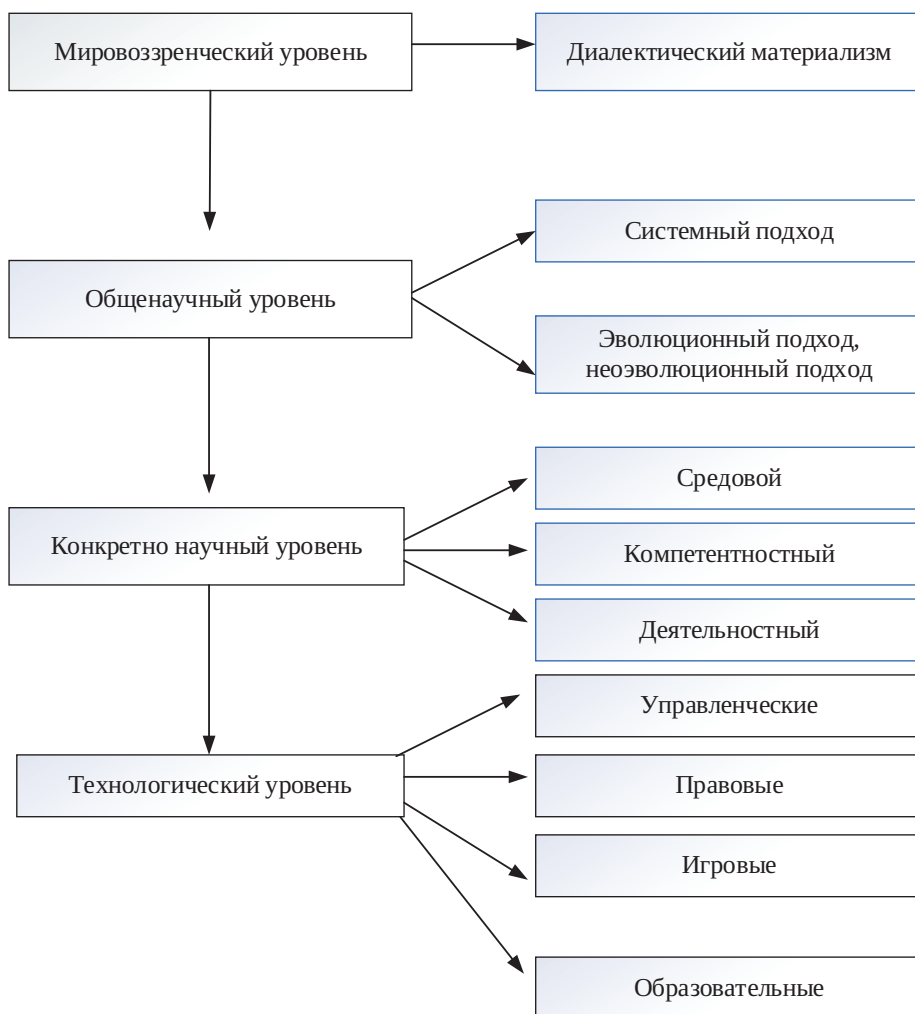 Мировоззренческий уровень
Диалектический материализм
Системный подход
Общенаучный уровень
Эволюционный подход,
неоэволюционный подход
Средовой
Конкретно научный уровень
Компетентностный
Деятельностный
Управленческие
Технологический уровень
Правовые
Игровые
Образовательные